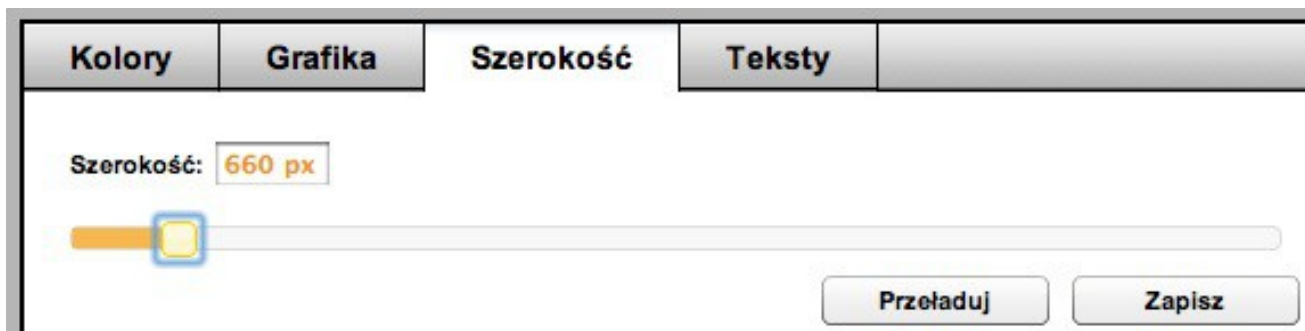 Kolory Grafika Szerokość Teksty
Szerokość: 660 px
Przeładuj Zapisz